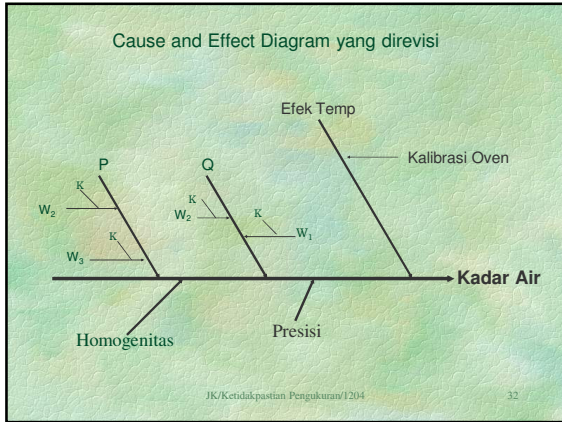 Cause and Effect Diagram yang direvisi
Efek Temp
P
Q
Kalibrasi Oven
K
W₂
K
W₂
K
W₁
K
W₃
Kadar Air
Homogenitas
Presisi
JK/Ketidakpastian Pengukuran/1204
32